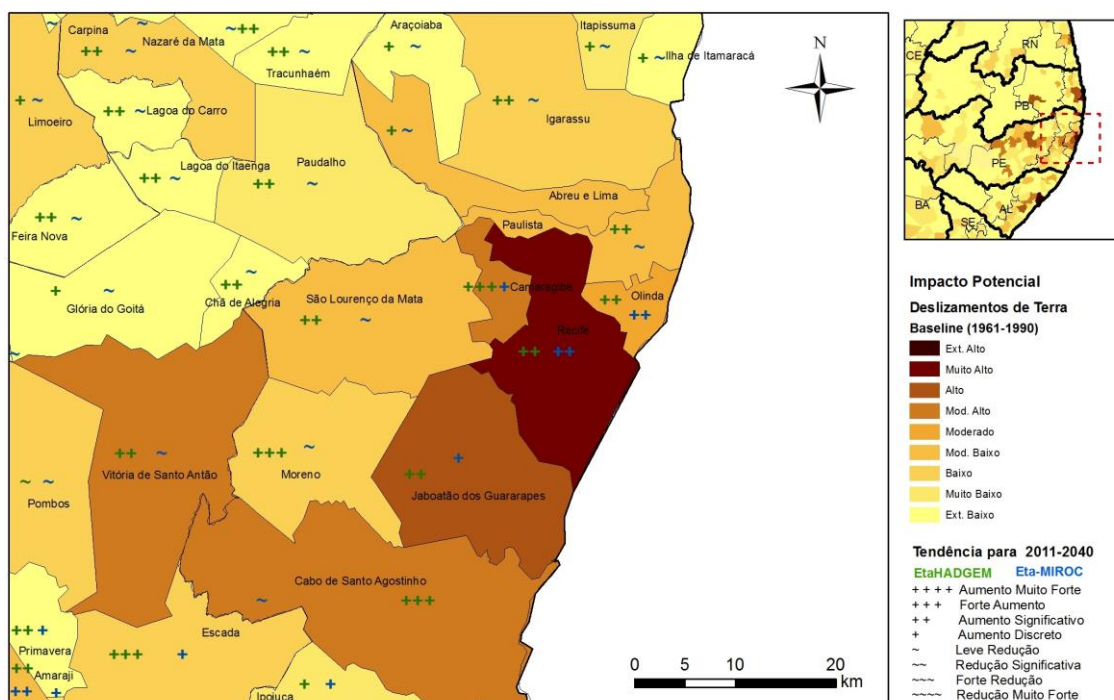 Carpina
++ ~
Nazaré da Mata
~
~
++ ~
++ ~
Tracunhaém
Araçoiaba
+ ~
Itapissuma
+ ~
+ ~ Ilha de Itamaracá
+ ~
Limoeiro
++ ~ Lagoa do Carro
+ ~
++ ~
Igarassu
Lagoa do Itaenga
++ ~
Paudalho
++ ~
Abreu e Lima
++ ~
Feira Nova
Paulista
++
~
+ ~
Glória do Goitá
~
++
Chã de Alegria
São Lourenço da Mata
++ ~
+++ +
Camaragibe
Olinda
++
++
Recife
++ ++
~
++ ~
Vitória de Santo Antão
+++ ~
Moreno
+
++
Jaboatão dos Guararapes
~ ~
Pombos
Cabo de Santo Agostinho
~ +++
Escada
+++ +
++ +
Primavera
++
Amaraji
++ +
+ +
Ipojuca
N
0 5 10 20
km
CE
RN
PB
PE
BA
SE
AL
Impacto Potencial
Deslizamentos de Terra
Baseline (1961-1990)
Ext. Alto
Muito Alto
Alto
Mod. Alto
Moderado
Mod. Baixo
Baixo
Muito Baixo
Ext. Baixo
Tendência para 2011-2040
EtaHADGEM Eta-MIROC
++++ Aumento Muito Forte
+++ Forte Aumento
++ Aumento Significativo
+ Aumento Discreto
~ Leve Redução
~~ Redução Significativa
~~~ Forte Redução
~~~~ Redução Muito Forte